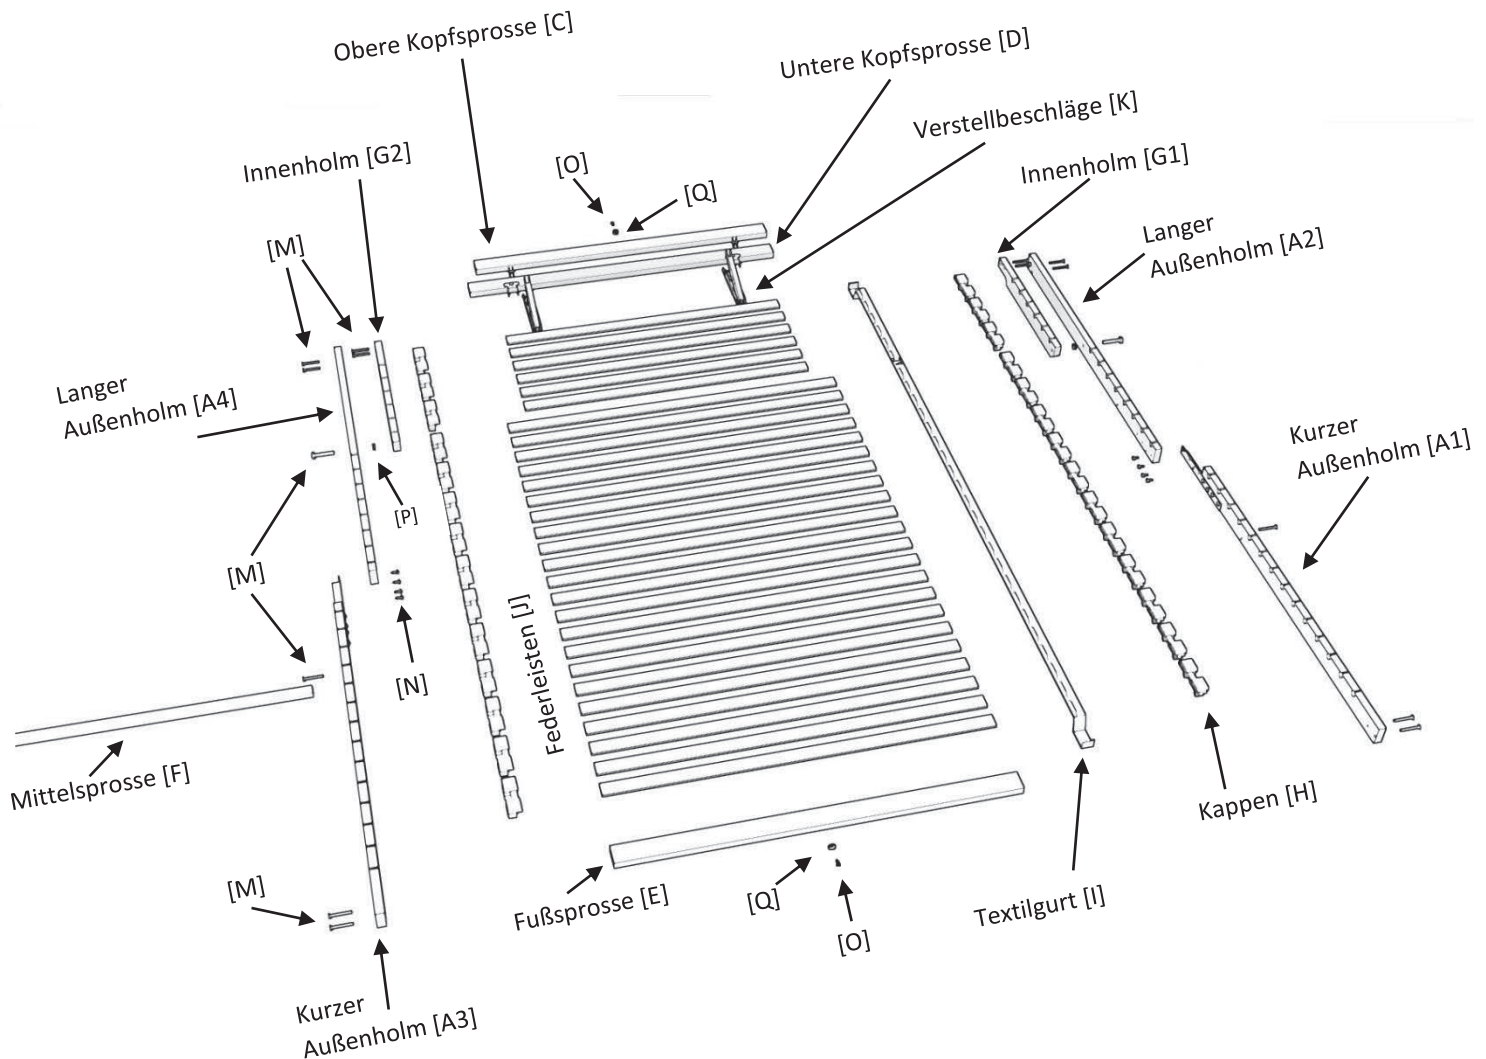 Obere Kopfsprosse [C]
Untere Kopfsprosse [D]
Verstellbeschläge [K]
Innenholm [G2]
[O]
[Q]
Innenholm [G1]
[M]
Langer
Außenholm [A2]
Langer
Außenholm [A4]
Kurzer
Außenholm [A1]
[P]
[M]
[N]
Federleisten [J]
Mittelsprosse [F]
Kappen [H]
[M]
Fußsprosse [E]
[Q]
[O]
Textilgurt [I]
Kurzer
Außenholm [A3]